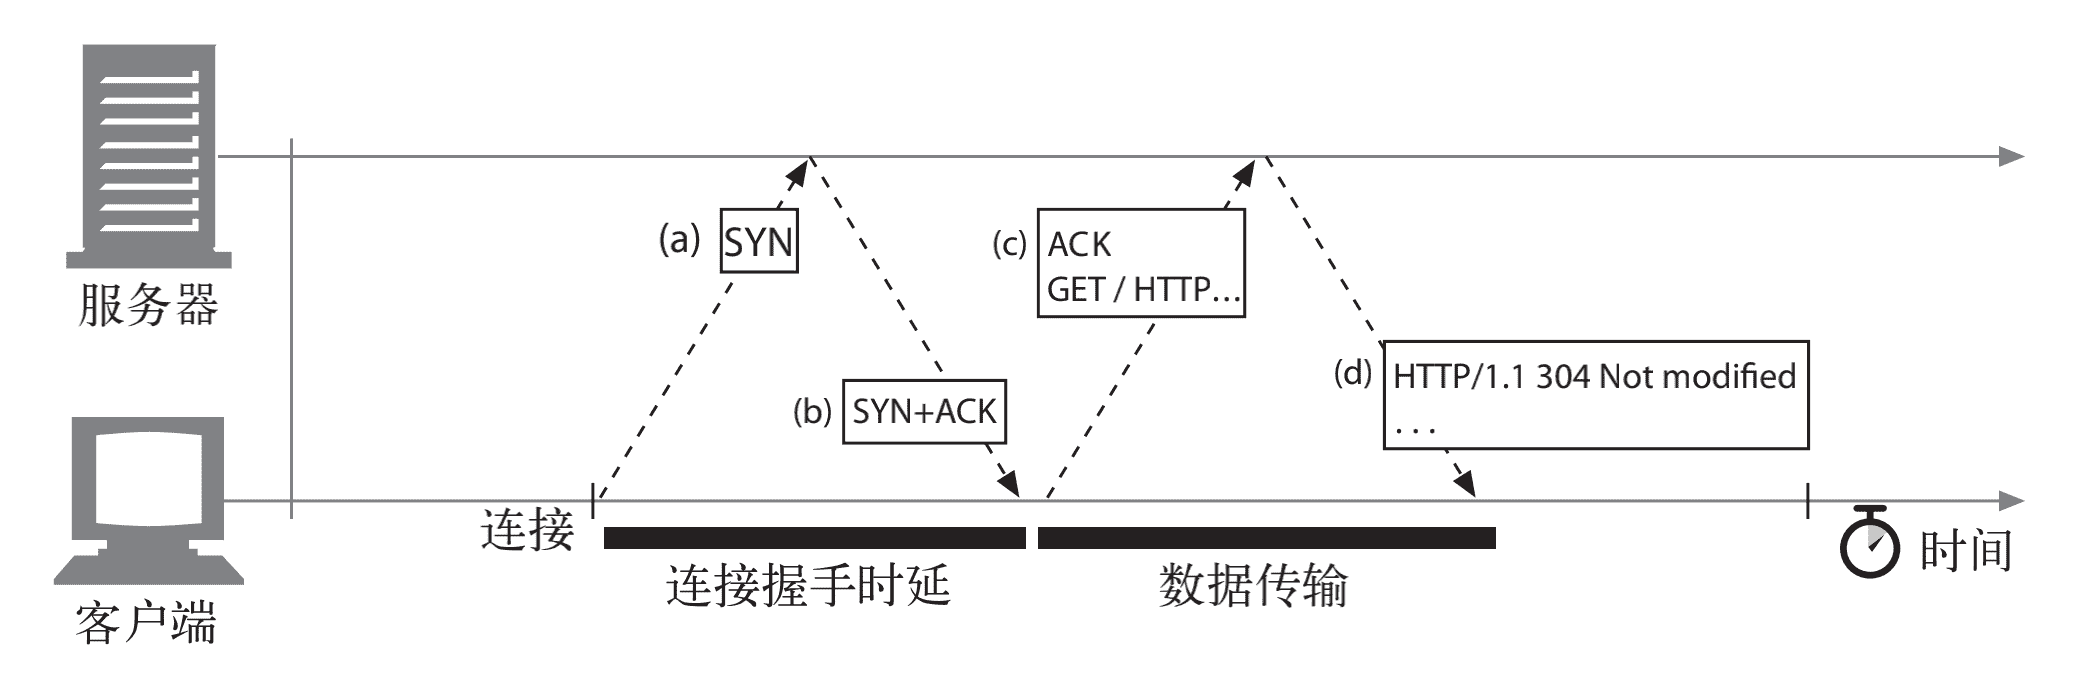 服务器
(a) SYN
(c) ACK
GET / HTTP...
(b) SYN+ACK
(d) HTTP/1.1 304 Not modified
...
连接
时间
连接握手时延
数据传输
客户端